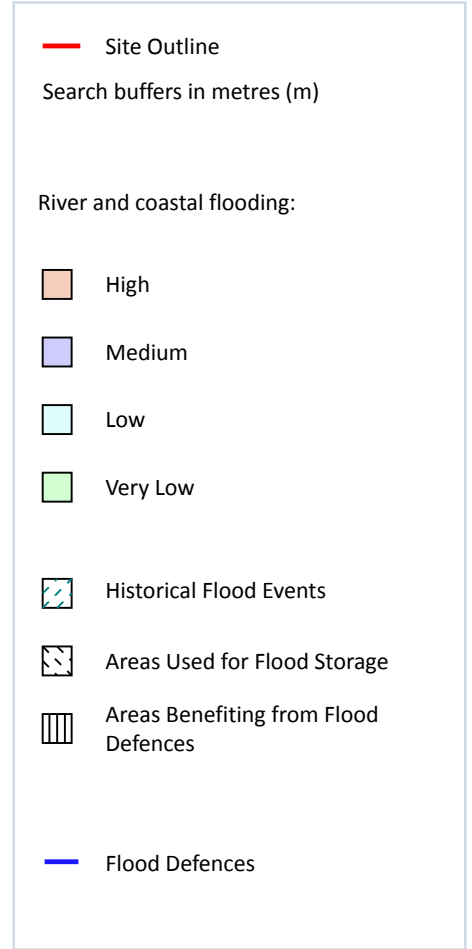 Site Outline
Search buffers in metres (m)
River and coastal flooding:
High
Medium
Low
Very Low
Historical Flood Events
Areas Used for Flood Storage
Areas Benefiting from Flood
Defences
Flood Defences